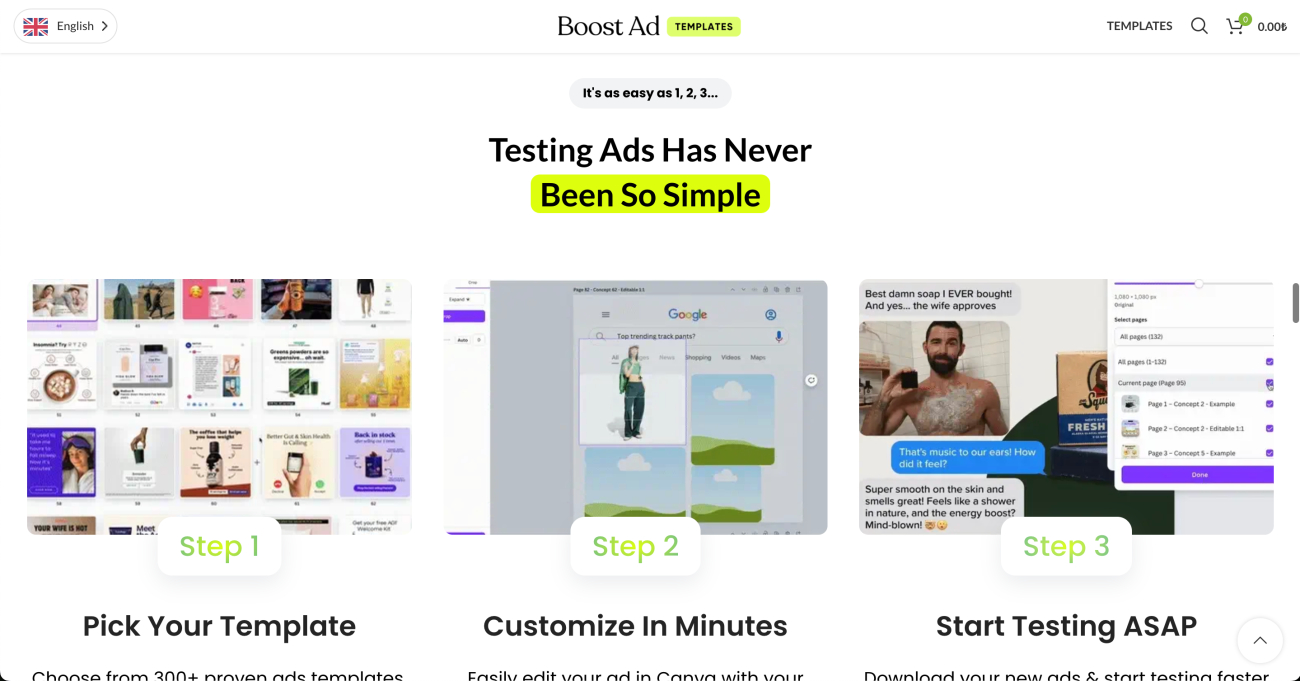 English
Boost Ad TEMPLATES
TEMPLATES
0
0.00₺
It's as easy as 1, 2, 3...
Testing Ads Has Never
Been So Simple
BACK
Insomnia? Try
Greens powders are so
expensive... oh wait.
The coffee that helps
you lose weight
Better Gut & Skin Health
is Calling
Back in stock
YOUR WIFE IS HOT
Meet
Get your free ADF
Welcome Kit
Expand
Auto
Page 82 - Concept 62 - Editable 1:1
Google
Top trending track pants?
All
News
Shopping
Videos
Maps
Best damn soap I EVER bought!
And yes... the wife approves
FRESH
That's music to our ears! How
did it feel?
Super smooth on the skin and
smells great! Feels like a shower
in nature, and the energy boost?
Mind-blown! 🤯😍
1,080 × 1,080 px
Original
Select pages
All pages (132)
All pages (1-132)
Current page (Page 95)
Page 1 – Concept 2 - Example
Page 2 – Concept 2 - Editable 1:1
Page 3 – Concept 5 - Example
Done
Step 1
Step 2
Step 3
Pick Your Template
Customize In Minutes
Start Testing ASAP
Choose from 300+ proven ads templates
Easily edit your ad in Canva with your
Download your new ads & start testing faster